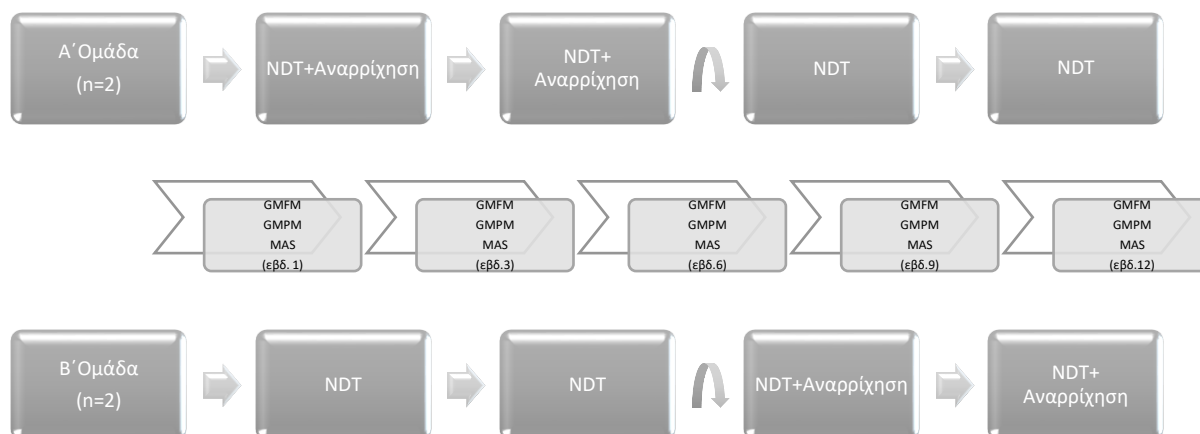 Α΄Ομάδα
(n=2)
NDT+Αναρρίχηση
NDT+
Αναρρίχηση
NDT
NDT
GMFM
GMPM
MAS
(εβδ. 1)
GMFM
GMPM
MAS
(εβδ.3)
GMFM
GMPM
MAS
(εβδ.6)
GMFM
GMPM
MAS
(εβδ.9)
GMFM
GMPM
MAS
(εβδ.12)
Β΄Ομάδα
(n=2)
NDT
NDT
NDT+Αναρρίχηση
NDT+
Αναρρίχηση